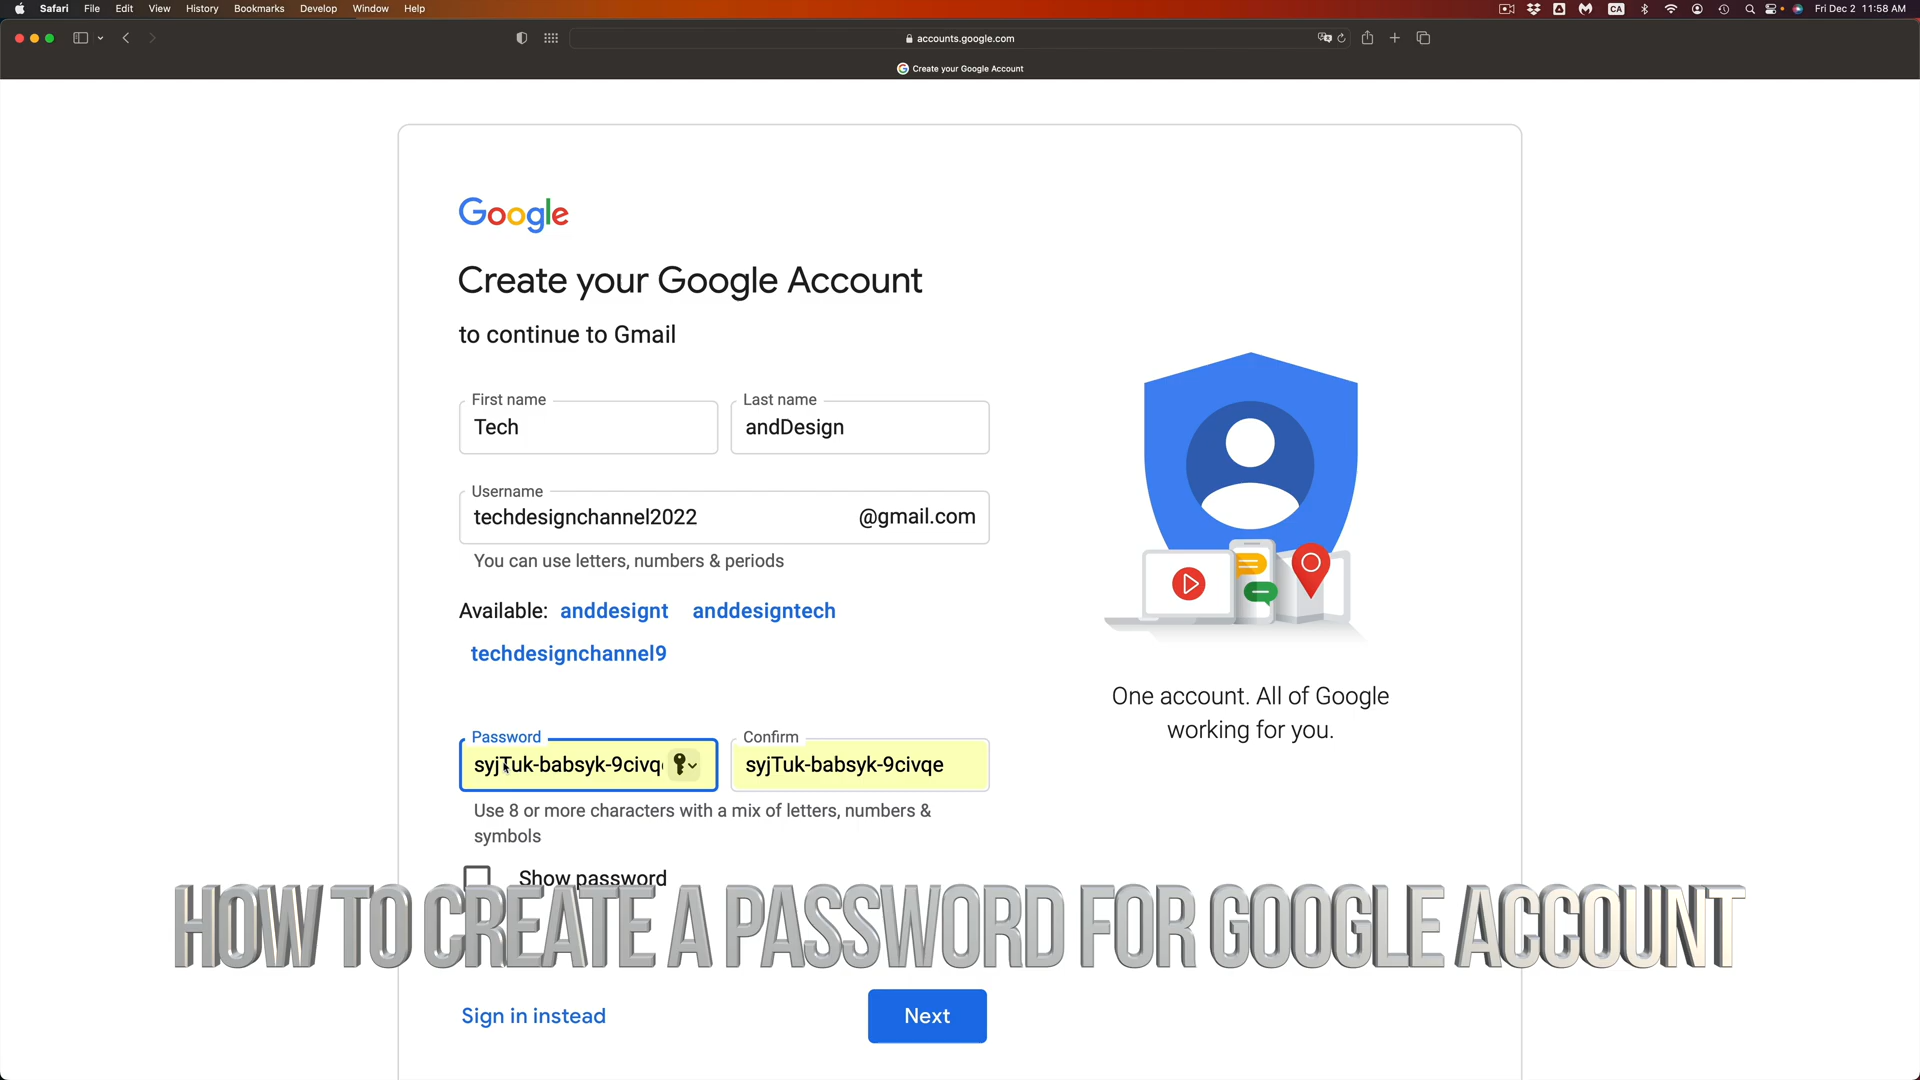 Safari File Edit View History Bookmarks Develop Window Help
CA
Fri Dec 2 11:58 AM
accounts.google.com
Create your Google Account
Google
Create your Google Account
to continue to Gmail
First name
Last name
Tech
andDesign
Username
techdesignchannel2022
@gmail.com
You can use letters, numbers & periods
Available: anddesignt anddesigntech
techdesignchannel9
One account. All of Google
working for you.
Password
Confirm
syjTuk-babsyk-9civq
syjTuk-babsyk-9civqe
Use 8 or more characters with a mix of letters, numbers &
symbols
Show password
HOW TO CREATE A PASSWORD FOR GOOGLE ACCOUNT
Sign in instead
Next